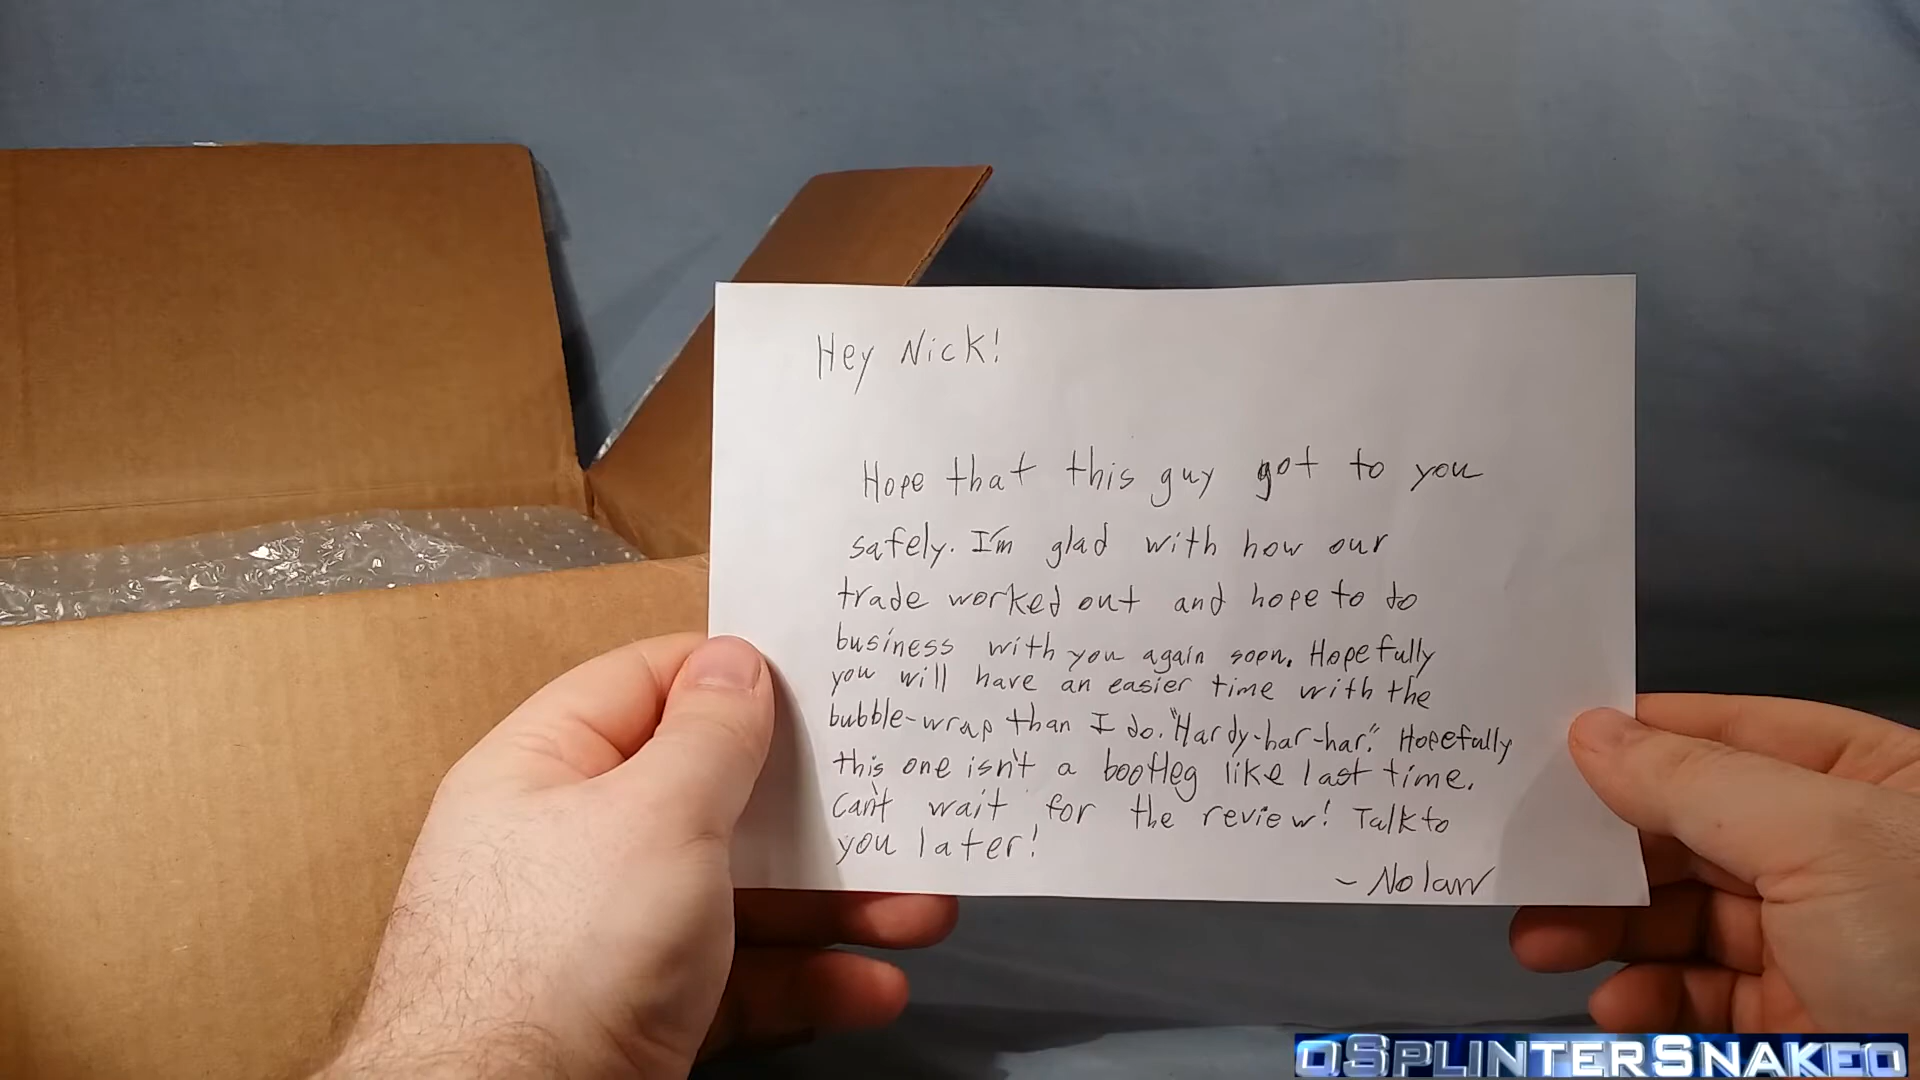 Hey Nick!
Hope that this guy got to you
safely. I'm glad with how our
trade worked out and hope to do
business with you again soon. Hopefully
you will have an easier time with the
bubble-wrap than I do. "Hardy-har-har." Hopefully
this one isn't a bootleg like last time.
Can't wait for the review! Talk to
you later!
- Nolan
OSPLINTERSNAKEO